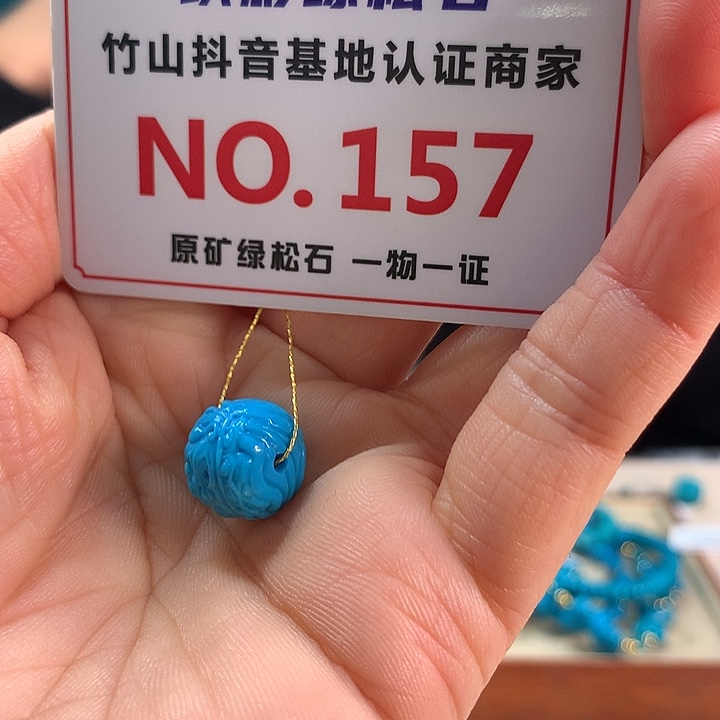 竹山抖音基地认证商家
NO.157
原矿绿松石 一物一证